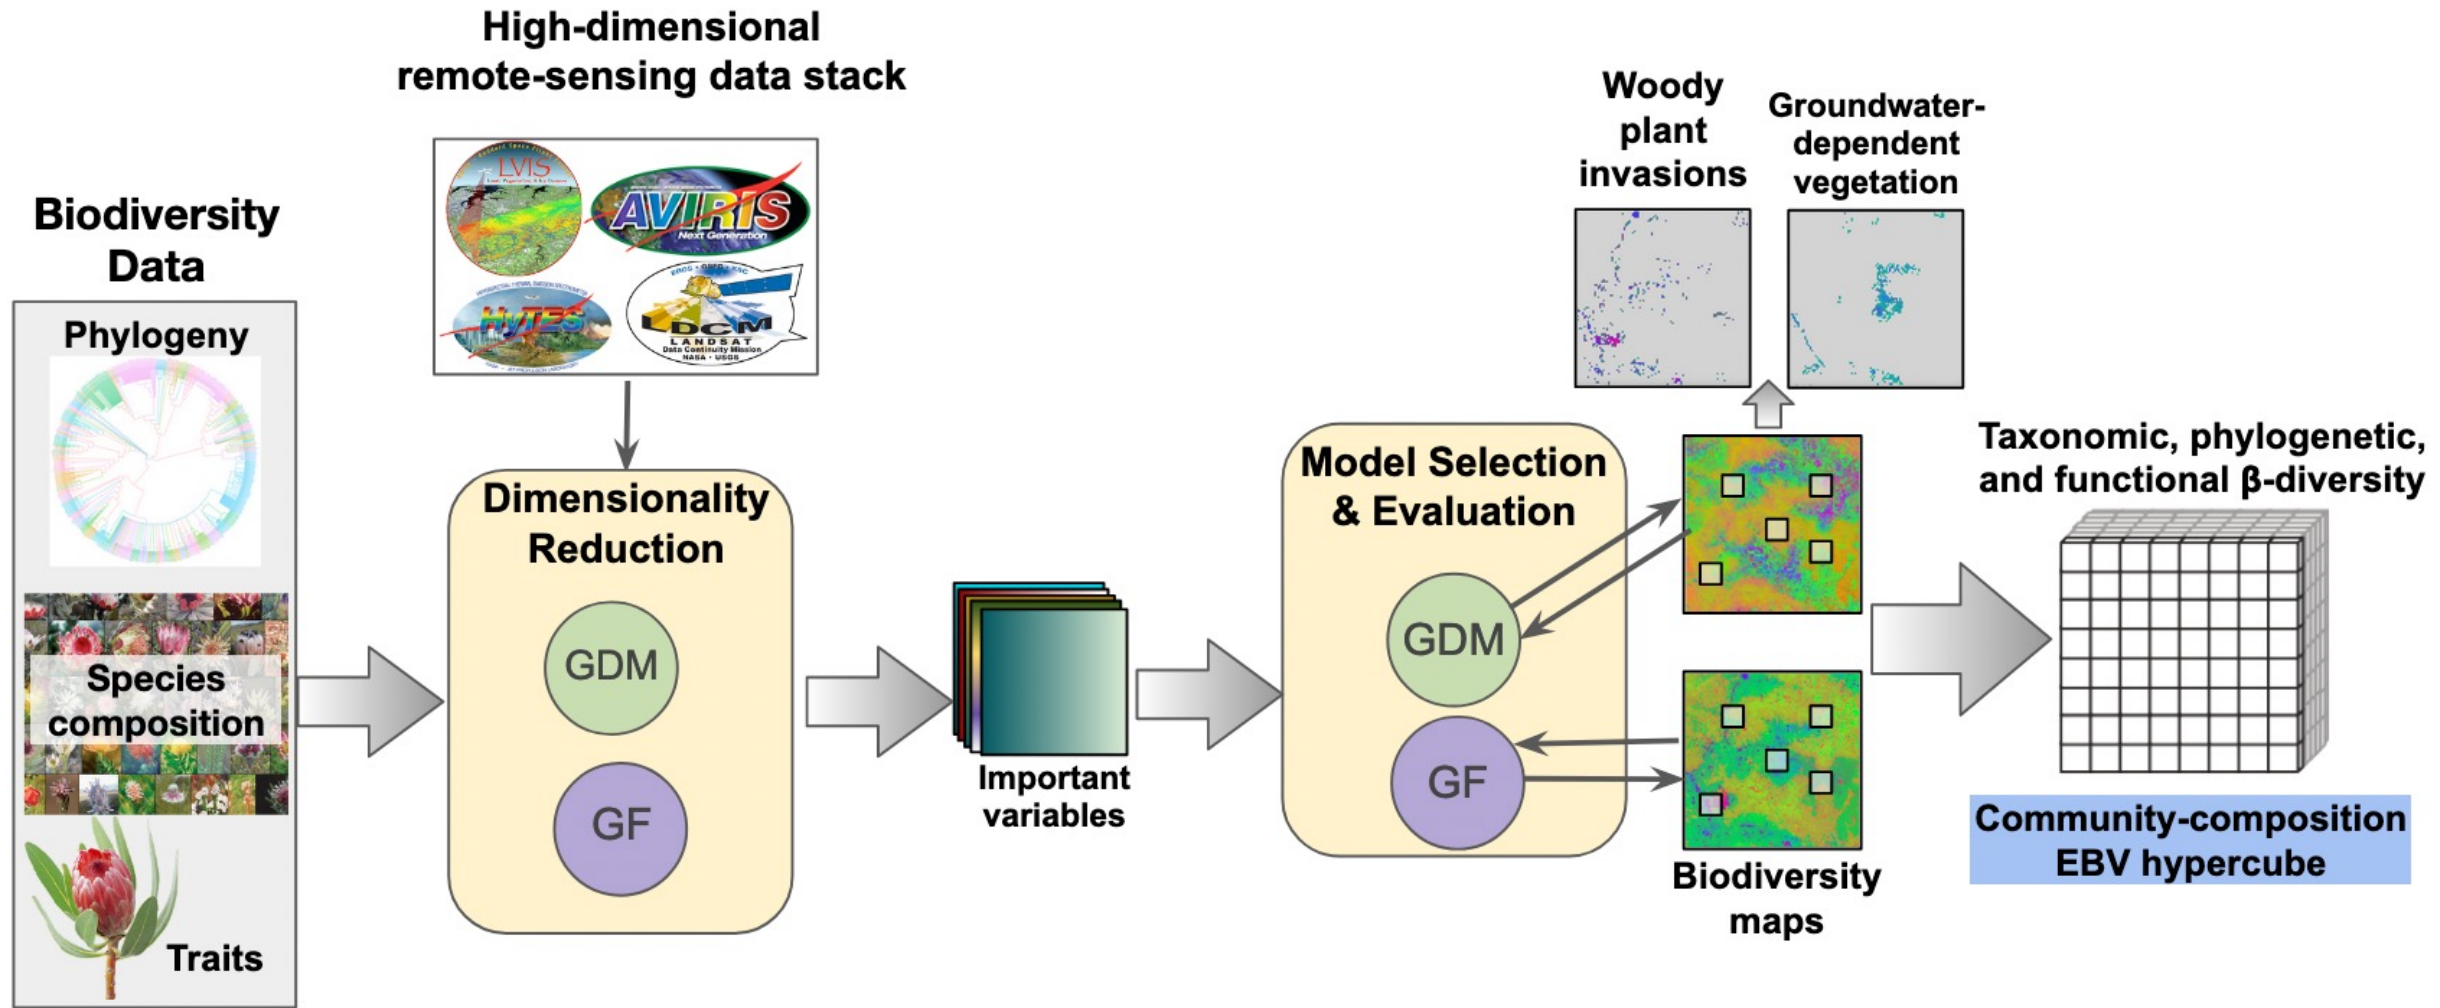 High-dimensional
remote-sensing data stack
Biodiversity
Data
Phylogeny
Species
composition
Traits
LVIS
AVIRIS
Next Generation
HyTES
LDCM
LANDSAT
Data Continuity Mission
NASA • USGS
Dimensionality
Reduction
GDM
GF
Important
variables
Model Selection
& Evaluation
GDM
GF
Woody
plant
invasions
Groundwater-
dependent
vegetation
Biodiversity
maps
Taxonomic, phylogenetic,
and functional β-diversity
Community-composition
EBV hypercube